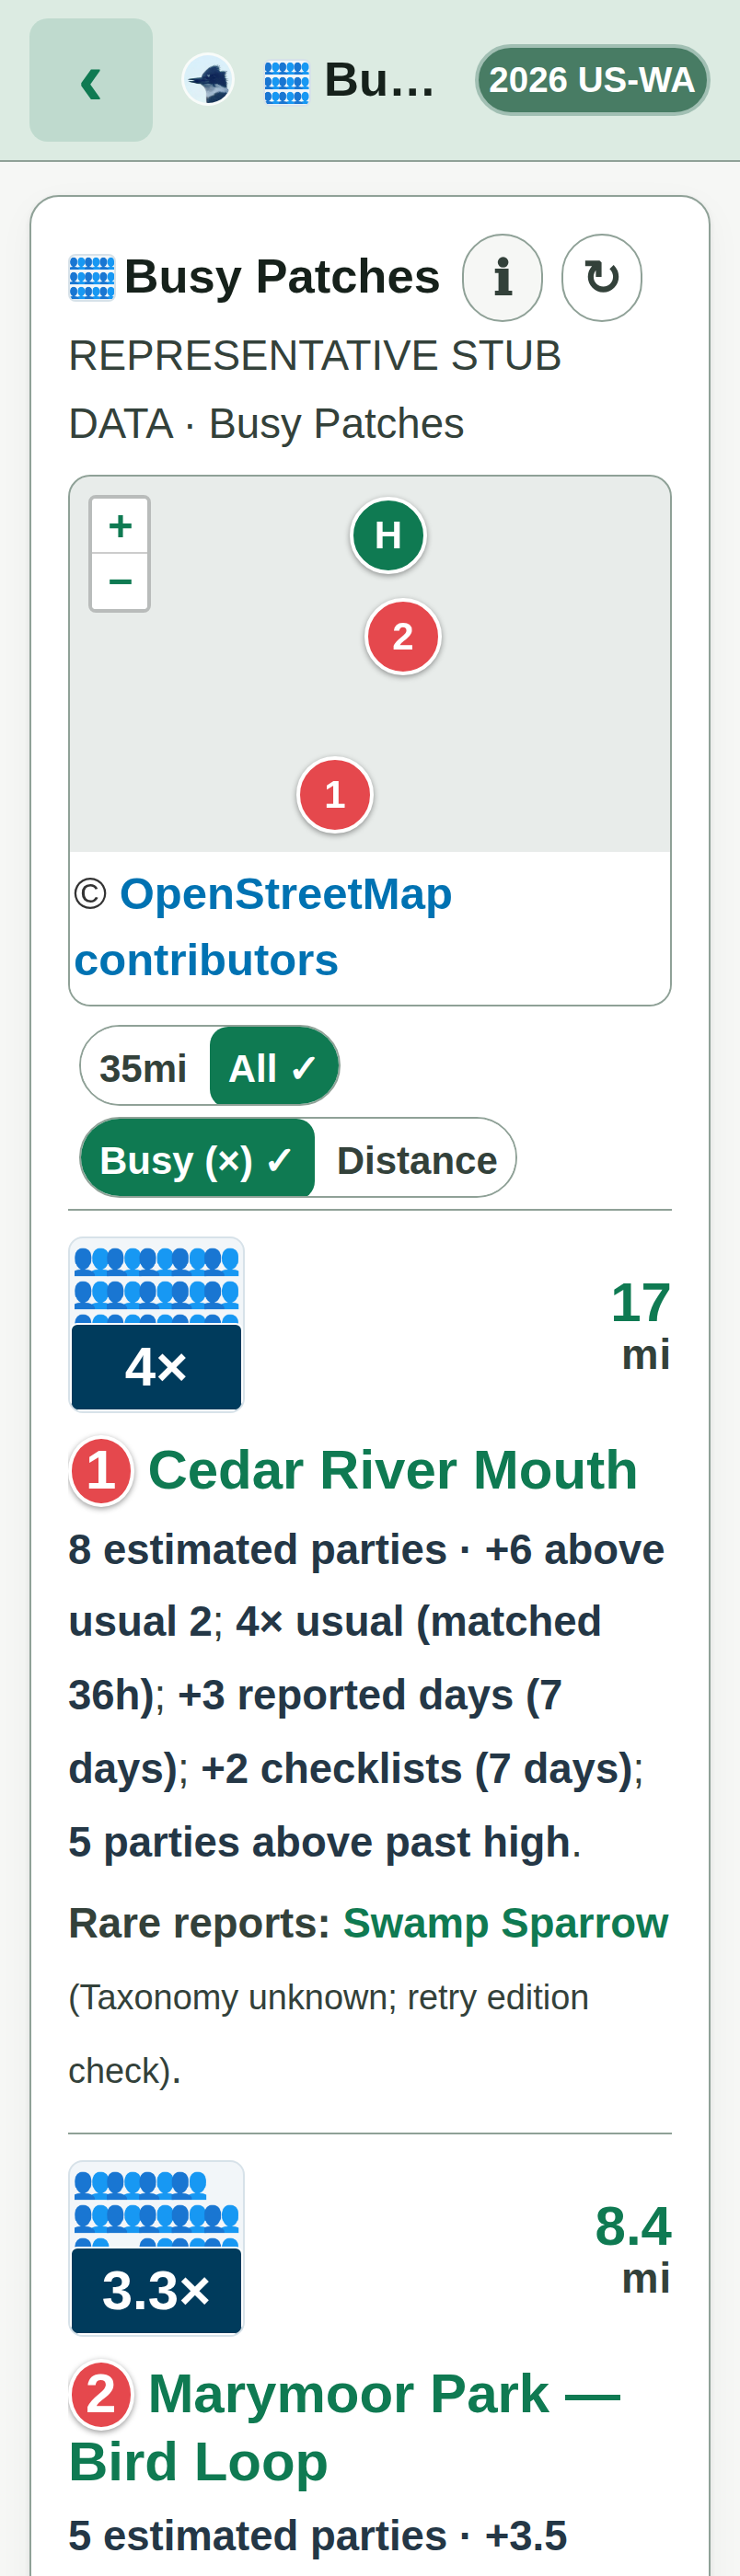 ‹ Bu... 2026 US-WA
Busy Patches ℹ ↻
REPRESENTATIVE STUB
DATA · Busy Patches
+
H
−
2
1
© OpenStreetMap
contributors
35mi All ✓
Busy (×) ✓ Distance
17
mi
4×
1 Cedar River Mouth
8 estimated parties · +6 above
usual 2; 4× usual (matched
36h); +3 reported days (7
days); +2 checklists (7 days);
5 parties above past high.
Rare reports: Swamp Sparrow
(Taxonomy unknown; retry edition
check).
8.4
mi
3.3×
2 Marymoor Park —
Bird Loop
5 estimated parties · +3.5